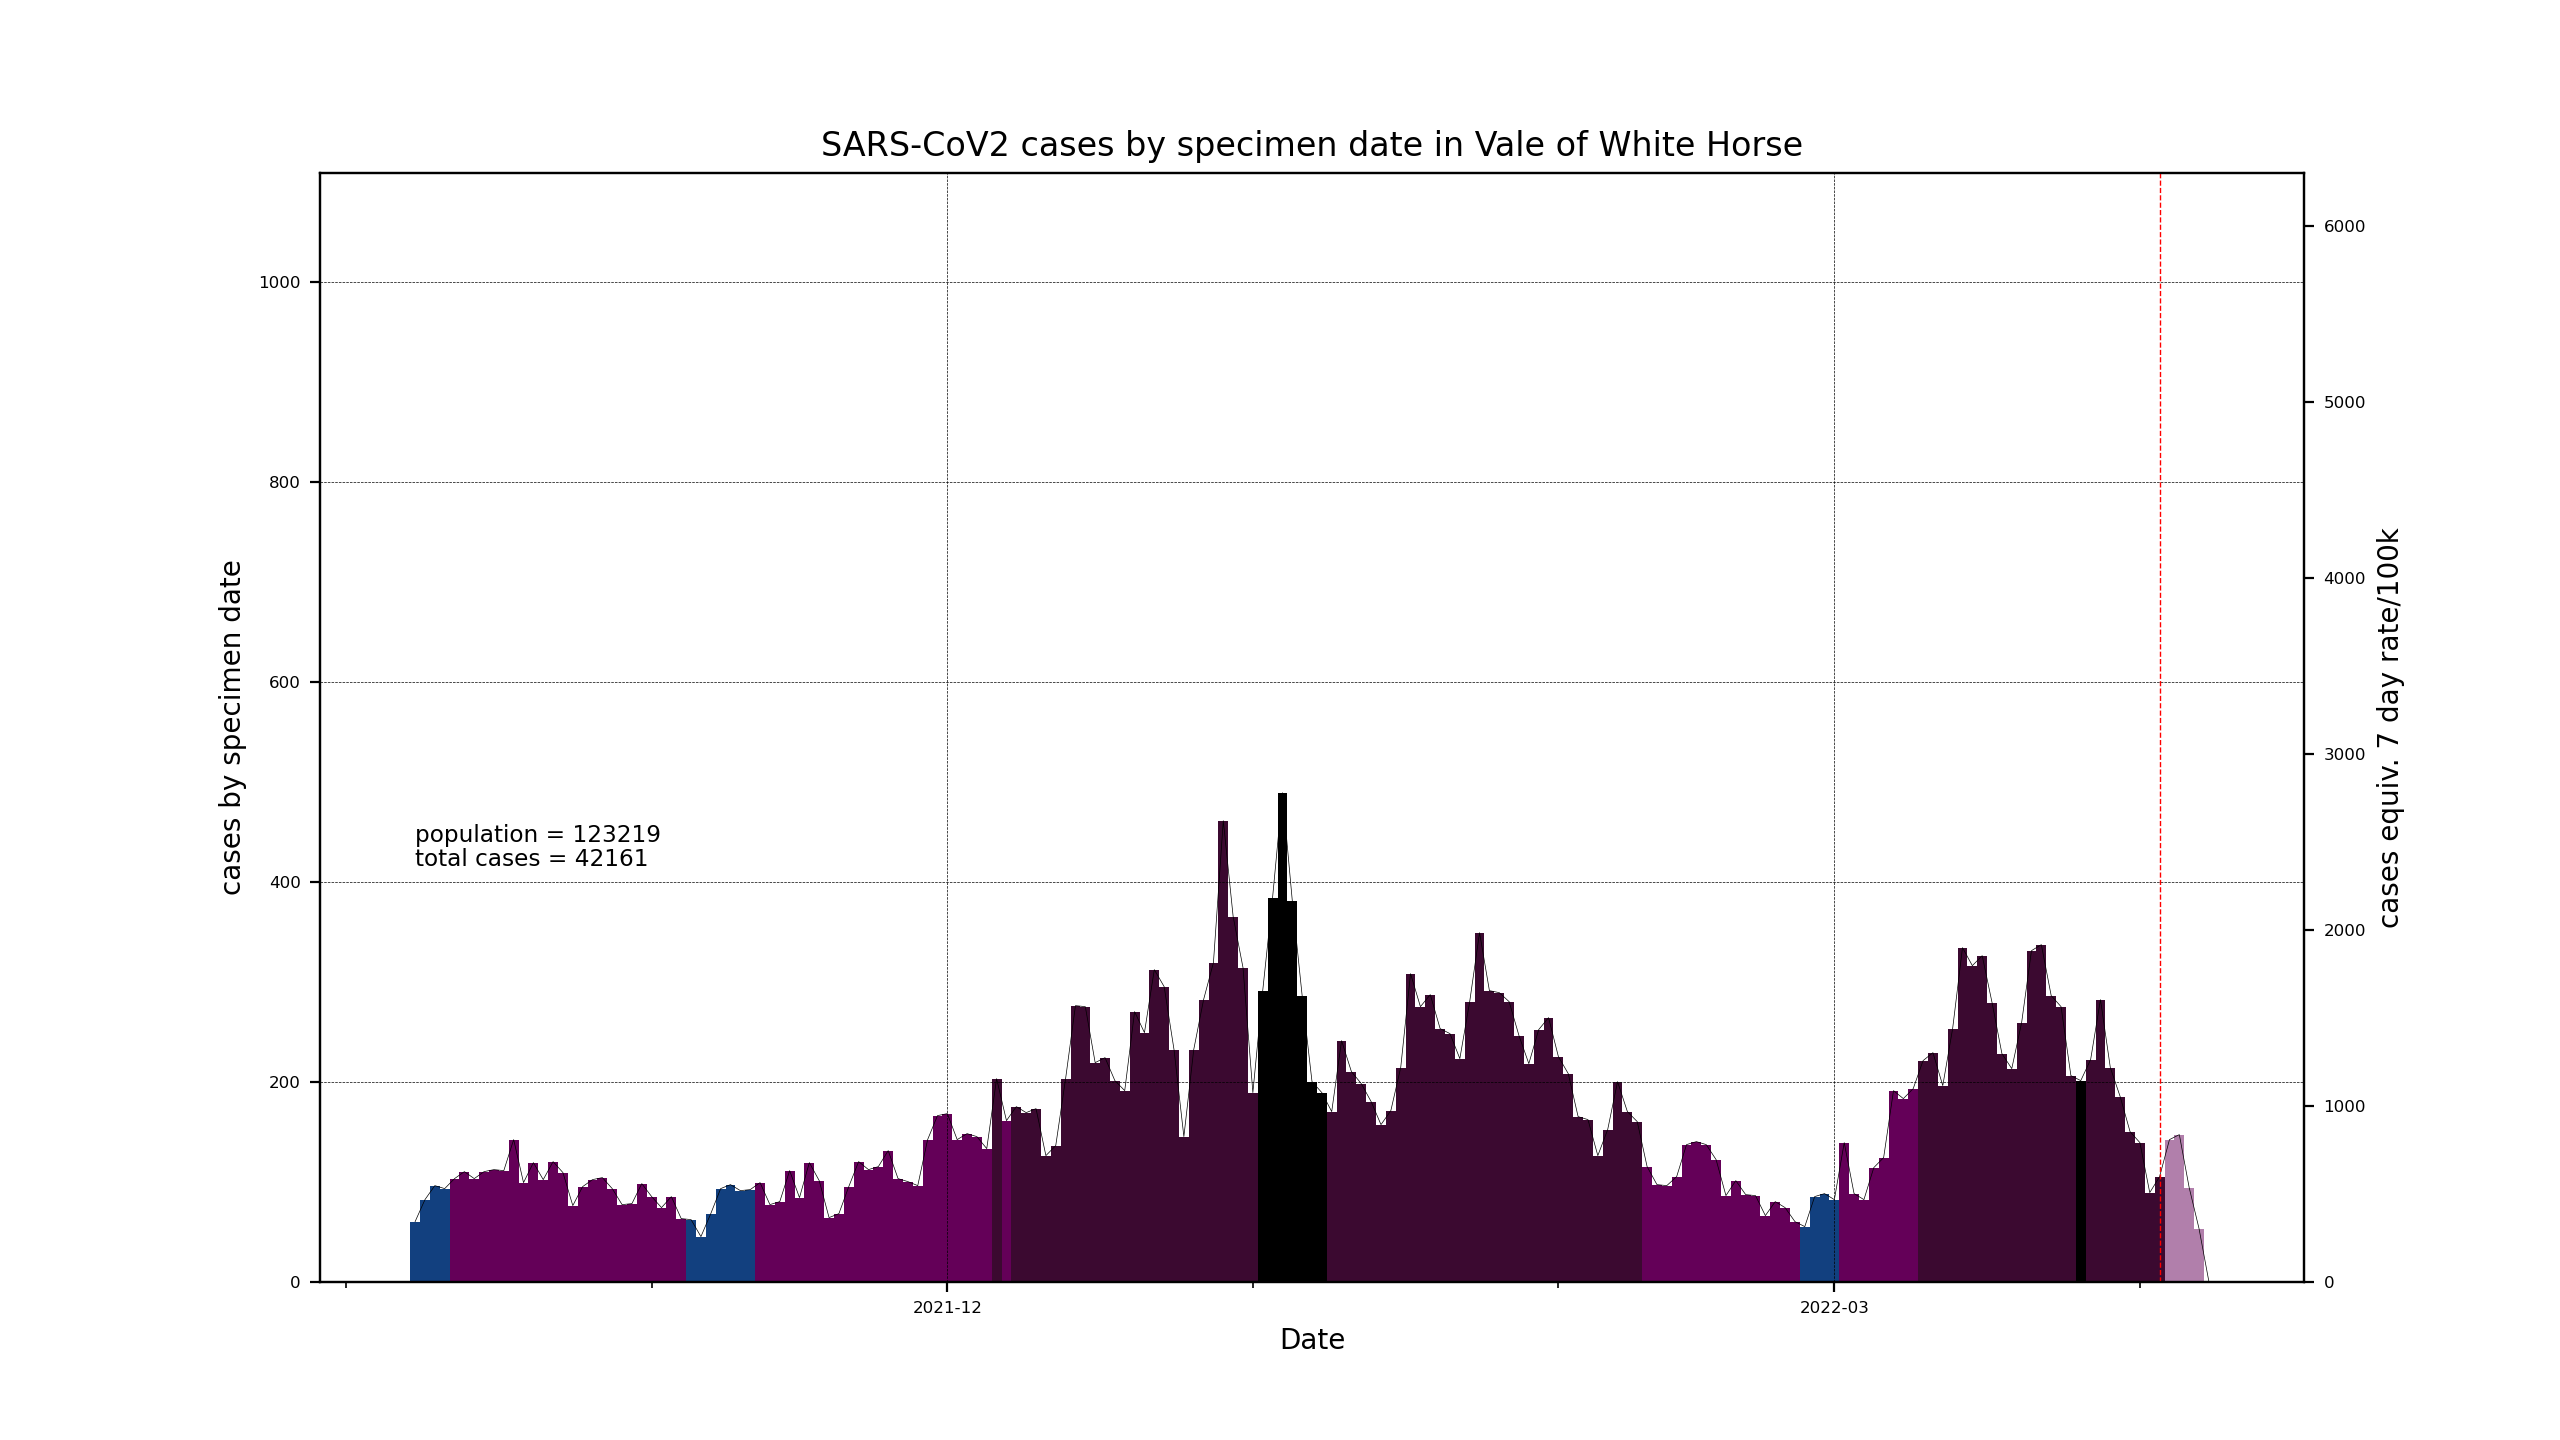 SARS-CoV2 cases by specimen date in Vale of White Horse
cases by specimen date
1000
800
600
400
200
0
population = 123219
total cases = 42161
6000
5000
4000
3000
2000
1000
0
cases equiv. 7 day rate/100k
2021-12
2022-03
Date